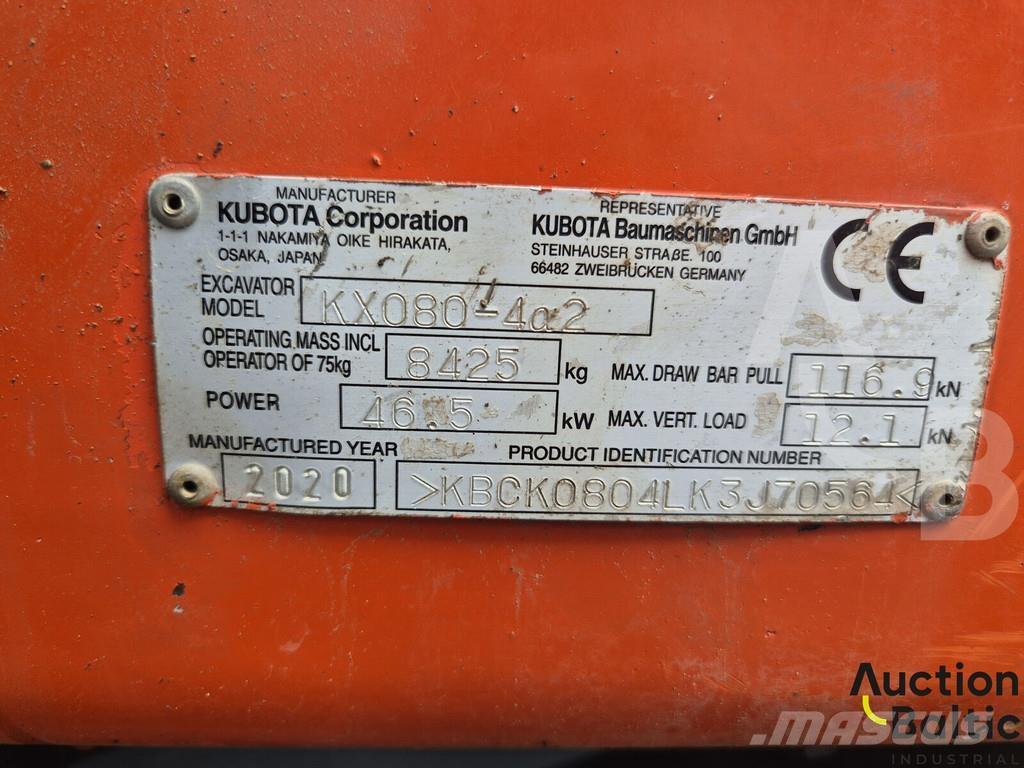 MANUFACTURER
KUBOTA Corporation
1-1-1 NAKAMIYA OIKE HIRAKATA,
OSAKA, JAPAN
REPRESENTATIVE
KUBOTA Baumaschinen GmbH
STEINHAUSER STRAßE. 100
66482 ZWEIBRÜCKEN GERMANY
CE
EXCAVATOR MODEL KX080-4α2
OPERATING MASS INCL
OPERATOR OF 75kg 8425 kg
MAX. DRAW BAR PULL 116.9 kN
POWER 46.5 kW
MAX. VERT. LOAD 12.1 kN
MANUFACTURED YEAR
2020
PRODUCT IDENTIFICATION NUMBER
>KBCK0804LK3J70564<
AB
Auction
Baltic
MASCUS
INDUSTRIAL